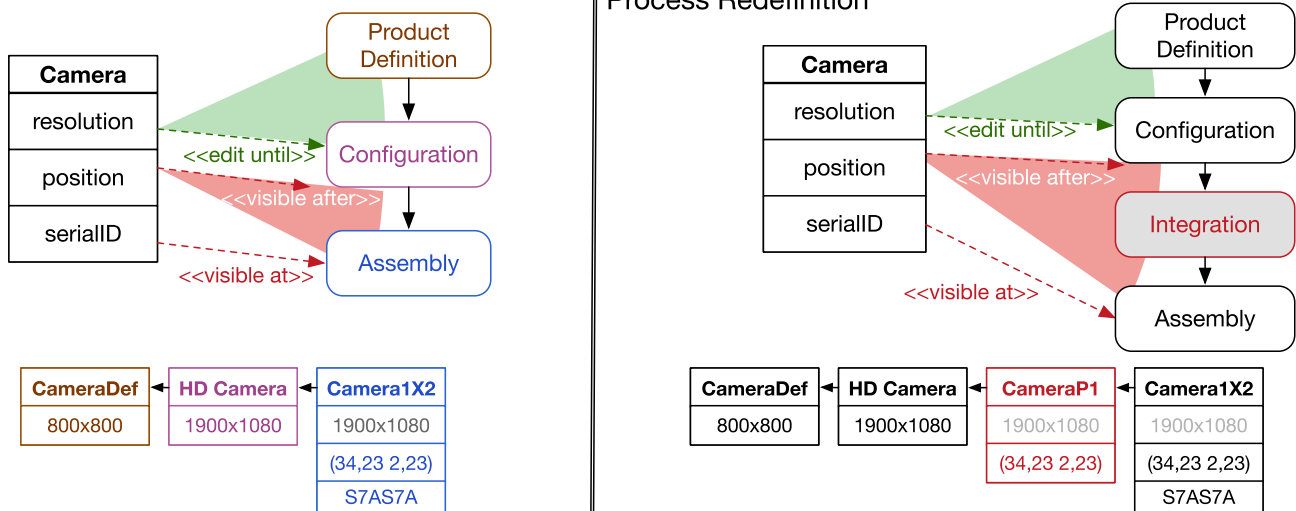 Product
Definition
Camera
resolution
<<edit until>>
Configuration
position
<<visible after>>
serialID
<<visible at>>
Assembly
CameraDef
800x800
HD Camera
1900x1080
Camera1X2
1900x1080
(34,23 2,23)
S7AS7A
Process Redefinition
Product
Definition
Camera
resolution
<<edit until>>
Configuration
position
<<visible after>>
serialID
Integration
<<visible at>>
Assembly
CameraDef
800x800
HD Camera
1900x1080
CameraP1
1900x1080
(34,23 2,23)
Camera1X2
1900x1080
(34,23 2,23)
S7AS7A